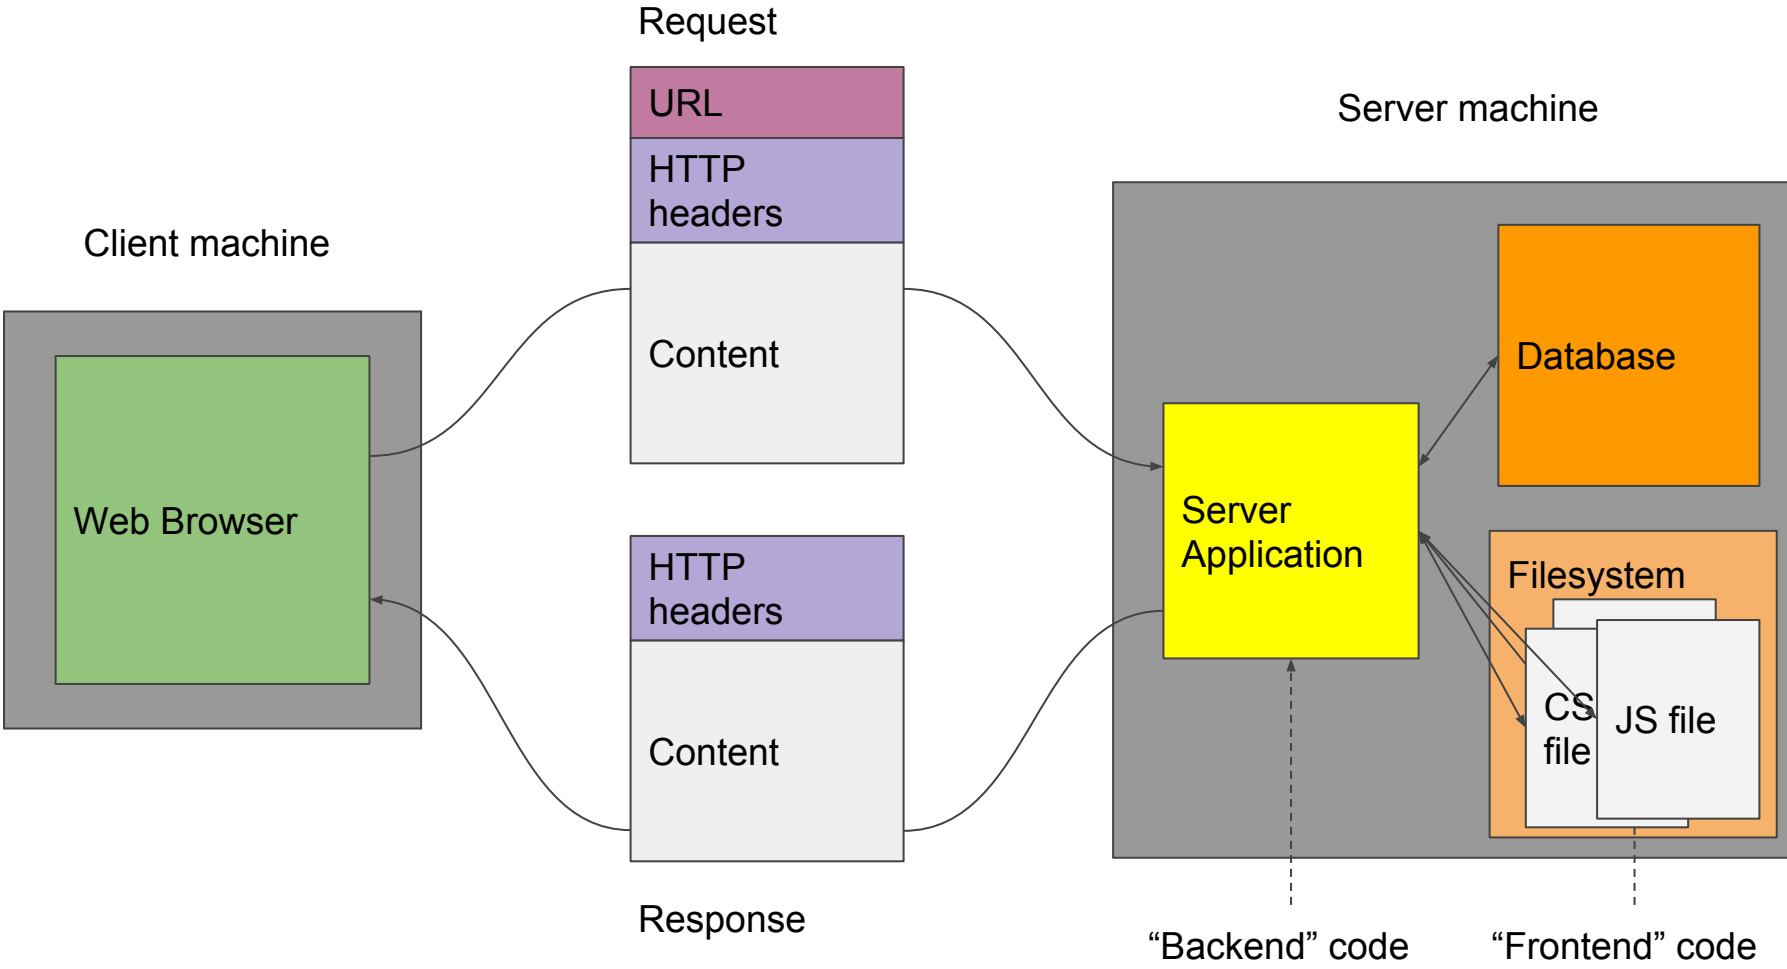 Request
URL
HTTP
headers
Content
Client machine
Web Browser
HTTP
headers
Content
Response
Server machine
Database
Server
Application
Filesystem
CS
file
JS file
“Backend” code
“Frontend” code